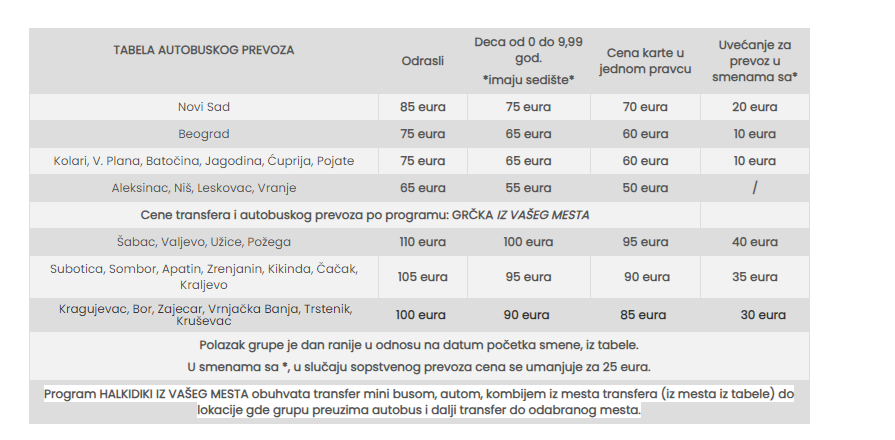 TABELA AUTOBUSKOG PREVOZA
Odrasli
Deca od 0 do 9,99
god.
*imaju sedište*
Cena karte u
jednom pravcu
Uvećanje za
prevoz u
smenama sa*
Novi Sad 85 eura 75 eura 70 eura 20 eura
Beograd 75 eura 65 eura 60 eura 10 eura
Kolari, V. Plana, Batočina, Jagodina, Ćuprija, Pojate 75 eura 65 eura 60 eura 10 eura
Aleksinac, Niš, Leskovac, Vranje 65 eura 55 eura 50 eura /
Cene transfera i autobuskog prevoza po programu: GRČKA IZ VAŠEG MESTA
Šabac, Valjevo, Užice, Požega 110 eura 100 eura 95 eura 40 eura
Subotica, Sombor, Apatin, Zrenjanin, Kikinda, Čačak,
Kraljevo
105 eura 95 eura 90 eura 35 eura
Kragujevac, Bor, Zajecar, Vrnjačka Banja, Trstenik,
Kruševac
100 eura 90 eura 85 eura 30 eura
Polazak grupe je dan ranije u odnosu na datum početka smene, iz tabele.
U smenama sa *, u slučaju sopstvenog prevoza cena se umanjuje za 25 eura.
Program HALKIDIKI IZ VAŠEG MESTA obuhvata transfer mini busom, autom, kombijem iz mesta transfera (iz mesta iz tabele) do
lokacije gde grupu preuzima autobus i dalji transfer do odabranog mesta.